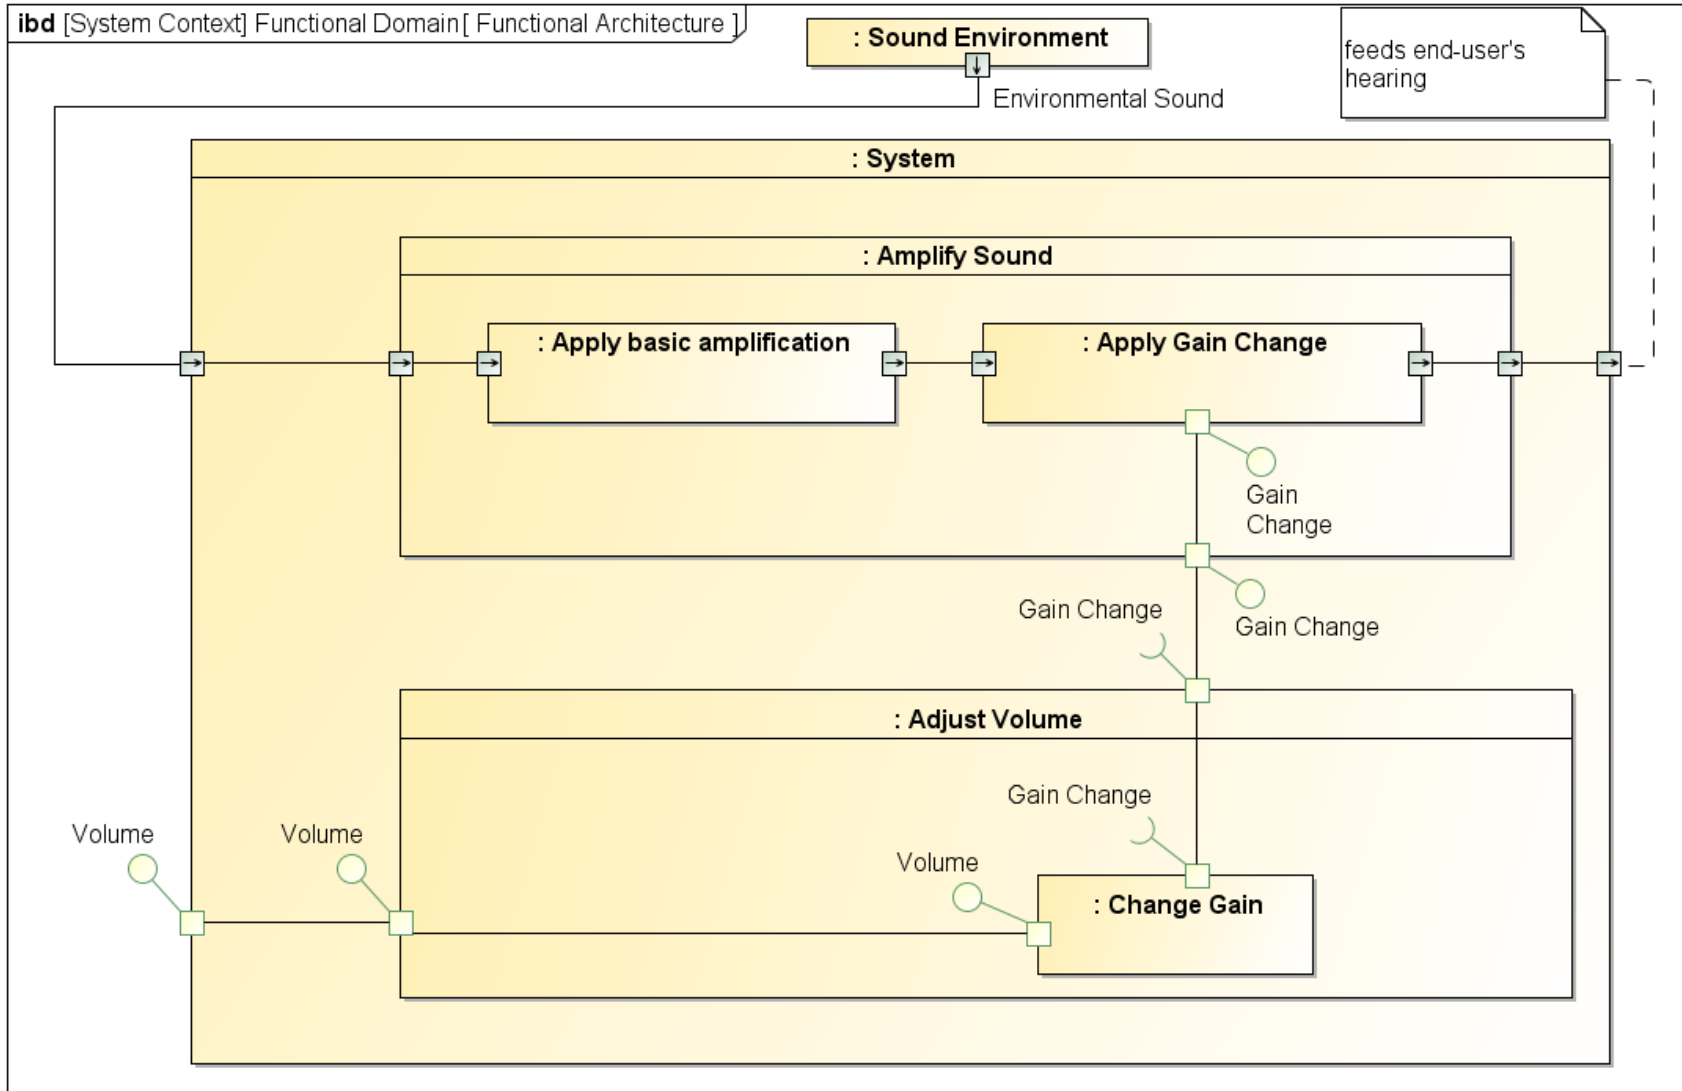 ibd [System Context] Functional Domain[ Functional Architecture ]
: Sound Environment
feeds end-user's
hearing
Environmental Sound
: System
: Amplify Sound
: Apply basic amplification
: Apply Gain Change
Gain
Change
Gain Change
Gain Change
: Adjust Volume
Gain Change
Volume
Volume
Volume
: Change Gain